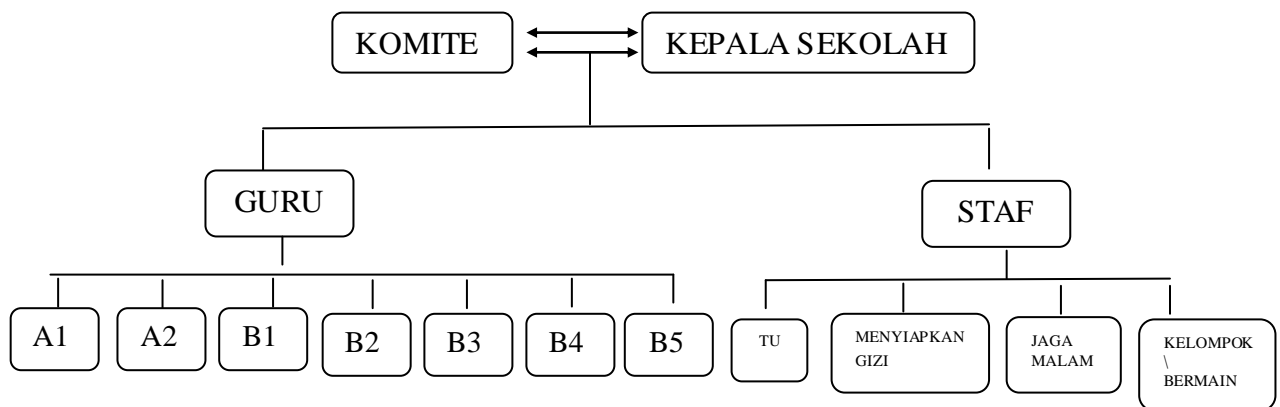 KOMITE
KEPALA SEKOLAH
GURU
STAF
A1
A2
B1
B2
B3
B4
B5
TU
MENYIAPKAN
GIZI
JAGA
MALAM
KELOMPOK
\
BERMAIN